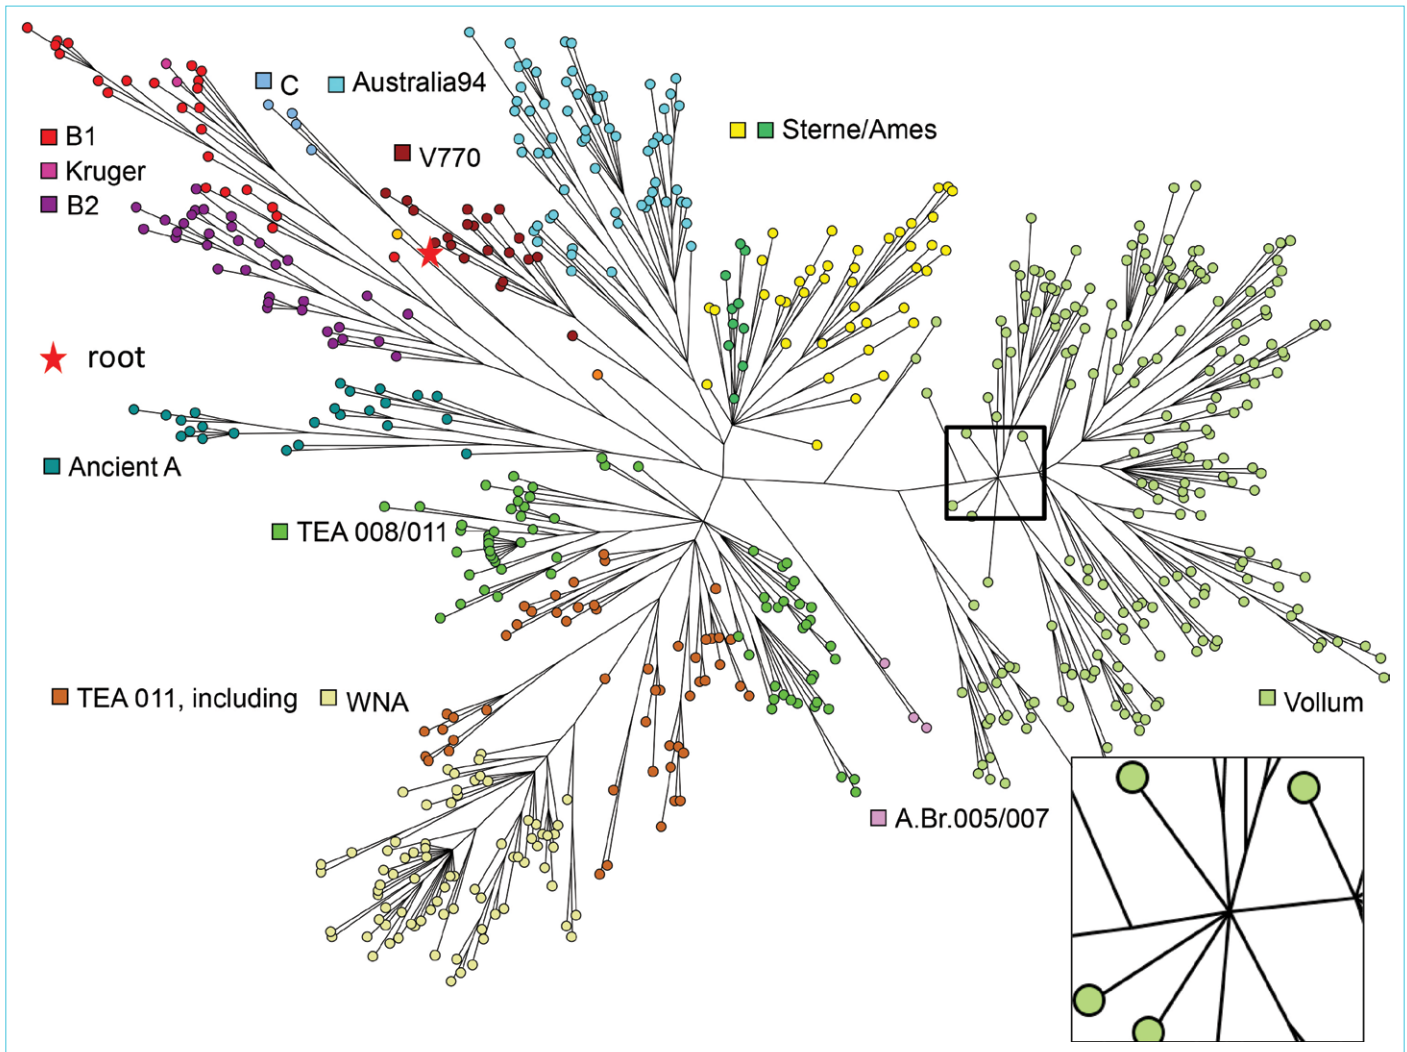 C
Australia94
B1
Kruger
B2
V770
Sterne/Ames
root
Ancient A
TEA 008/011
TEA 011, including
WNA
Vollum
A.Br.005/007